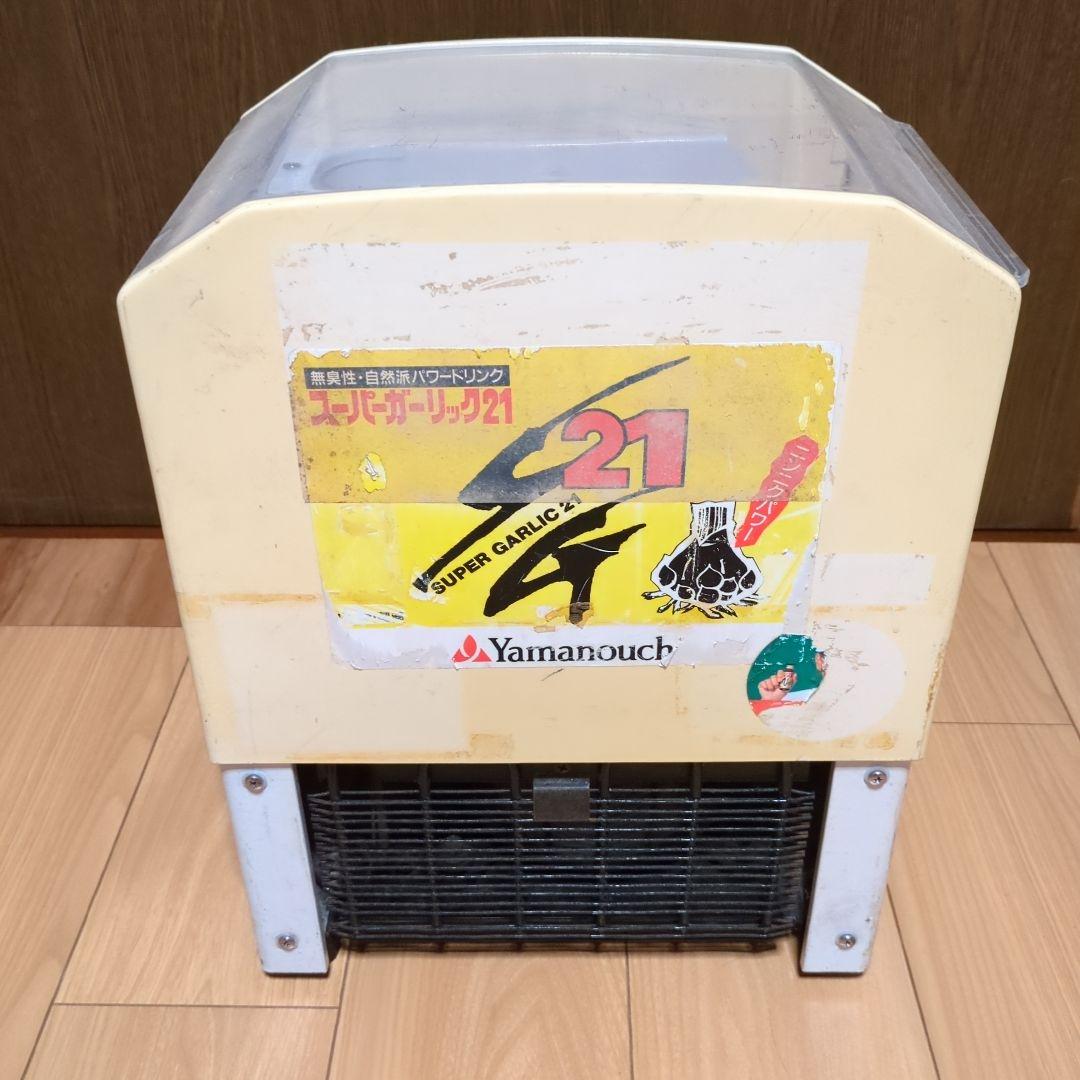 無臭性・自然派パワードリンク
スーパーガーリック21
21
SUPER GARLIC '21
ニンニクパワー
Yamanouch